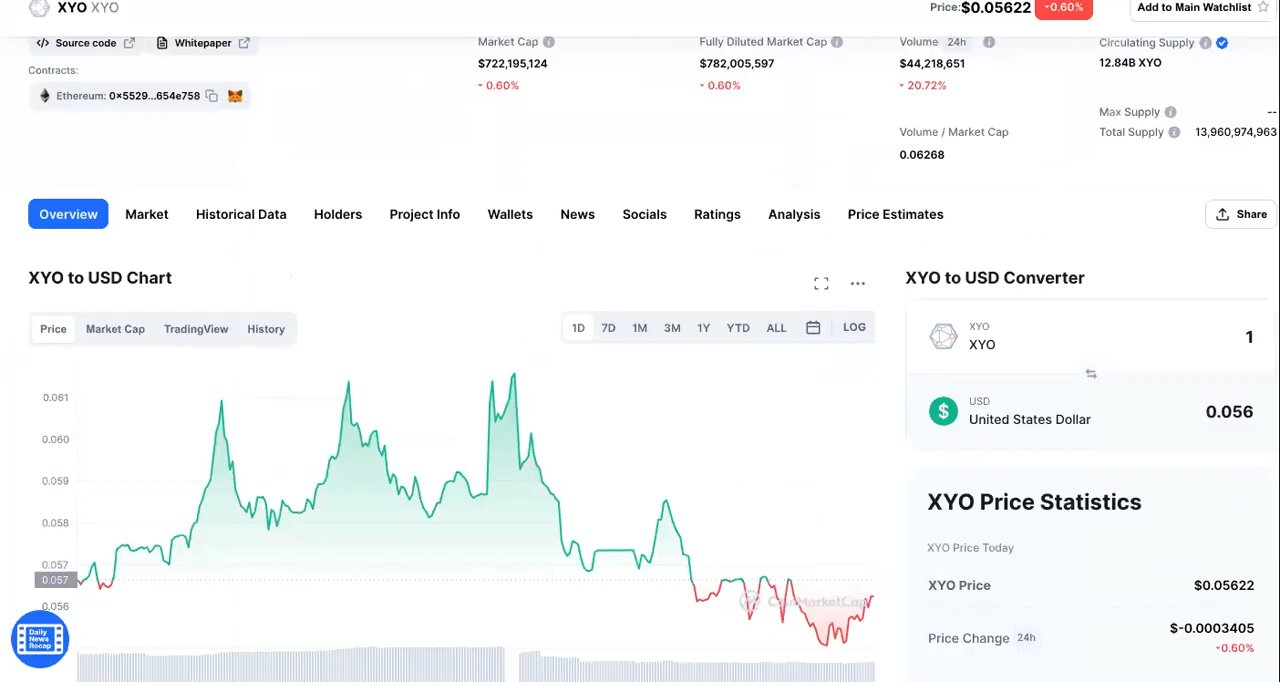 XYO XYO
Price:$0.05622 0.60%
Add to Main Watchlist
Source code
Whitepaper
Contracts:
Ethereum: 0×5529...654e758
Market Cap
$722,195,124
0.60%
Fully Diluted Market Cap
$782,005,597
0.60%
Volume 24h
$44,218,651
20.72%
Volume / Market Cap
0.06268
Circulating Supply
12.84B XYO
Max Supply --
Total Supply 13,960,974,963
Overview Market Historical Data Holders Project Info Wallets News Socials Ratings Analysis Price Estimates
Share
XYO to USD Chart
Price Market Cap TradingView History
1D 7D 1M 3M 1Y YTD ALL LOG
0.061
0.060
0.059
0.058
0.057
0.057
0.056
CoinMarketCap
Daily
News
Recap
XYO to USD Converter
XYO
XYO
1
USD
United States Dollar
0.056
XYO Price Statistics
XYO Price Today
XYO Price $0.05622
Price Change 24h $-0.0003405
0.60%